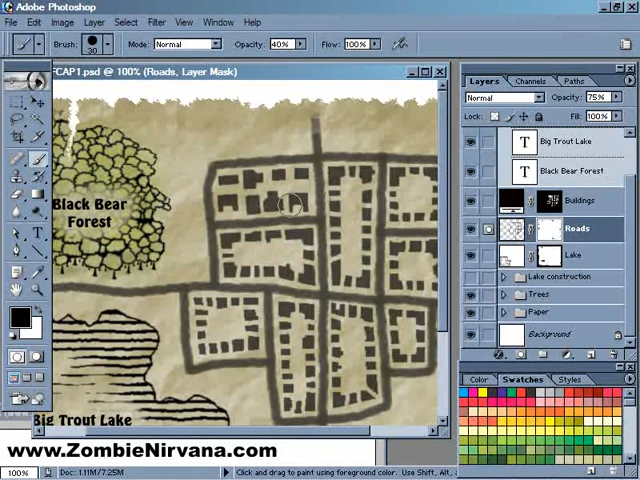 Adobe Photoshop
File Edit Image Layer Select Filter View Window Help
Brush: 30 Mode: Normal Opacity: 40% Flow: 100%
CAP1.psd @ 100% (Roads, Layer Mask)
Layers Channels Paths
Normal Opacity: 75%
Lock: Fill: 100%
T Big Trout Lake
T Black Bear Forest
Buildings
Roads
Lake
Lake construction
Trees
Paper
Background
Color Swatches Styles
Black Bear
Forest
Big Trout Lake
www.ZombieNirvana.com
100% Doc: 1.11M/7.25M Click and drag to paint using foreground color. Use Shift, Alt,